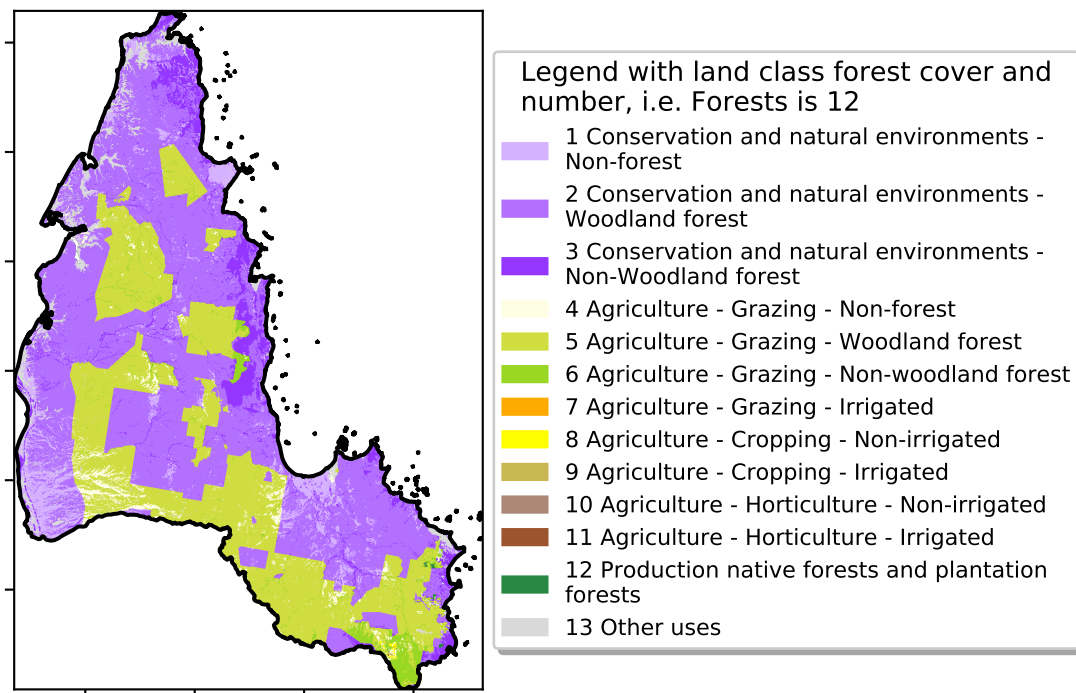 Legend with land class forest cover and
number, i.e. Forests is 12
1 Conservation and natural environments -
Non-forest
2 Conservation and natural environments -
Woodland forest
3 Conservation and natural environments -
Non-Woodland forest
4 Agriculture - Grazing - Non-forest
5 Agriculture - Grazing - Woodland forest
6 Agriculture - Grazing - Non-woodland forest
7 Agriculture - Grazing - Irrigated
8 Agriculture - Cropping - Non-irrigated
9 Agriculture - Cropping - Irrigated
10 Agriculture - Horticulture - Non-irrigated
11 Agriculture - Horticulture - Irrigated
12 Production native forests and plantation
forests
13 Other uses